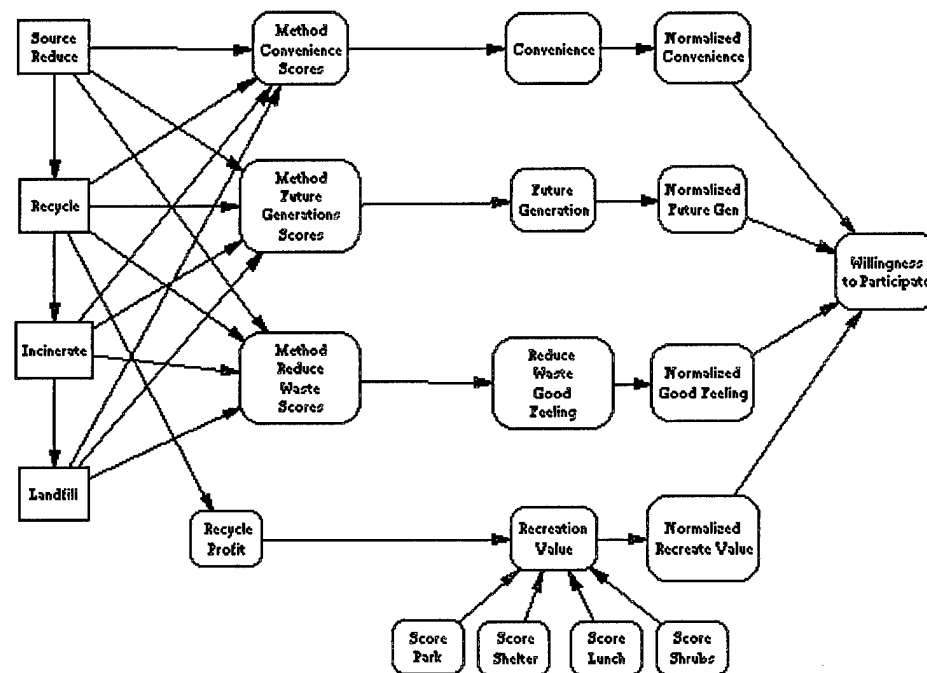 Source
Reduce
Method
Convenience
Scores
Convenience
Normalized
Convenience
Recycle
Method
Future
Generations
Scores
Future
Generation
Normalized
Future Gen
Willingness
to Participate
Incinerate
Method
Reduce
Waste
Scores
Reduce
Waste
Good
Feeling
Normalized
Good Feeling
Landfill
Recycle
Profit
Recreation
Value
Normalized
Recreate Value
Score
Park
Score
Shelter
Score
Lunch
Score
Shrubs